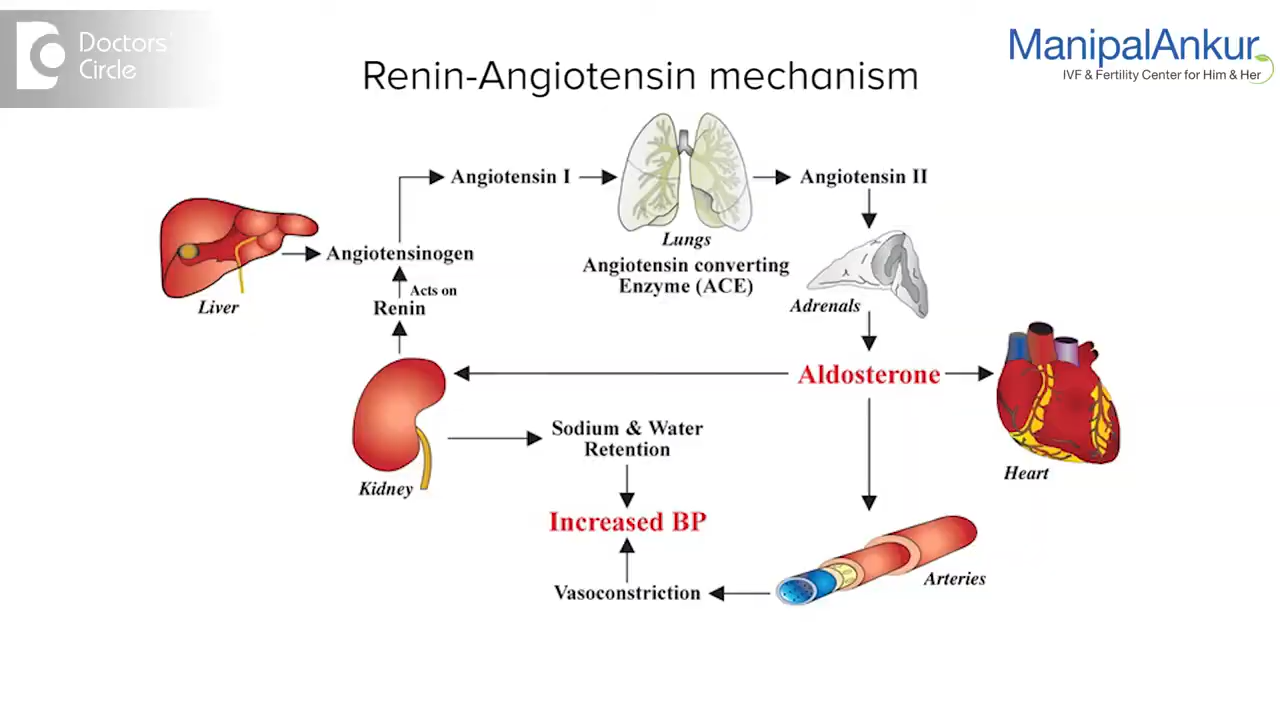 Doctors'
Circle
ManipalAnkur
IVF & Fertility Center for Him & Her
Renin-Angiotensin mechanism
Angiotensin I
Angiotensin II
Lungs
Angiotensin converting
Enzyme (ACE)
Angiotensinogen
Acts on
Renin
Liver
Adrenals
Aldosterone
Sodium & Water
Retention
Heart
Kidney
Increased BP
Arteries
Vasoconstriction